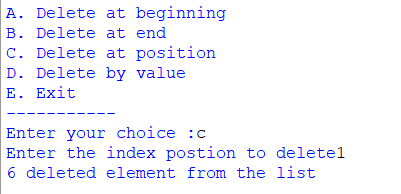 A. Delete at beginning
B. Delete at end
C. Delete at position
D. Delete by value
E. Exit
-----------
Enter your choice :c
Enter the index postion to delete1
6 deleted element from the list